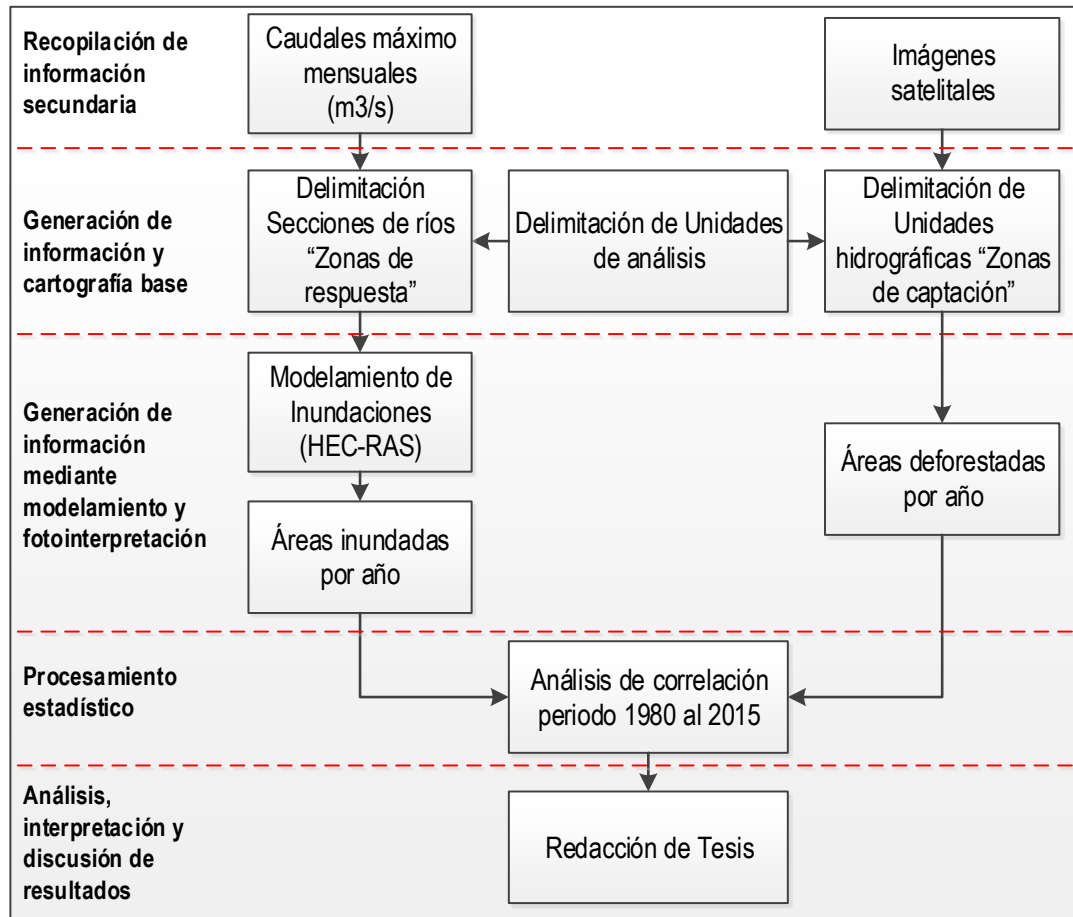 Recopilación de
información
secundaria
Caudales máximo
mensuales
(m3/s)
Imágenes
satelitales
Generación de
información y
cartografía base
Delimitación
Secciones de ríos
“Zonas de
respuesta”
Delimitación de Unidades
de análisis
Delimitación de
Unidades
hidrográficas “Zonas
de captación”
Generación de
información
mediante
modelamiento y
fotointerpretación
Modelamiento de
Inundaciones
(HEC-RAS)
Áreas inundadas
por año
Áreas deforestadas
por año
Procesamiento
estadístico
Análisis de correlación
periodo 1980 al 2015
Análisis,
interpretación y
discusión de
resultados
Redacción de Tesis